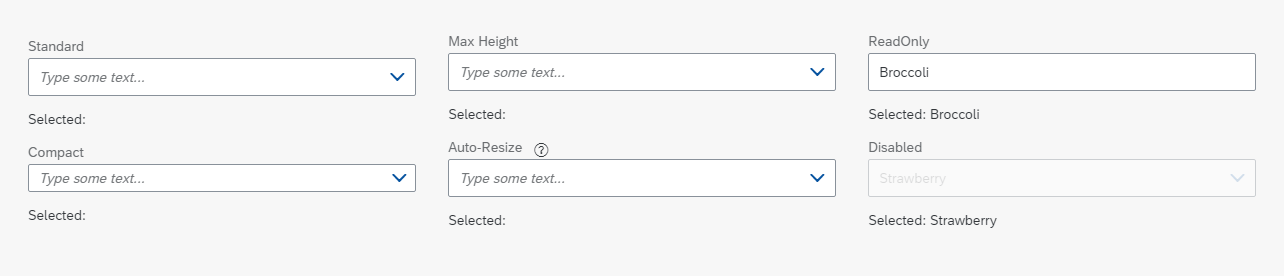 Standard
Type some text...
Selected:
Compact
Type some text...
Selected:
Max Height
Type some text...
Selected:
Auto-Resize ?
Type some text...
Selected:
ReadOnly
Broccoli
Selected: Broccoli
Disabled
Strawberry
Selected: Strawberry